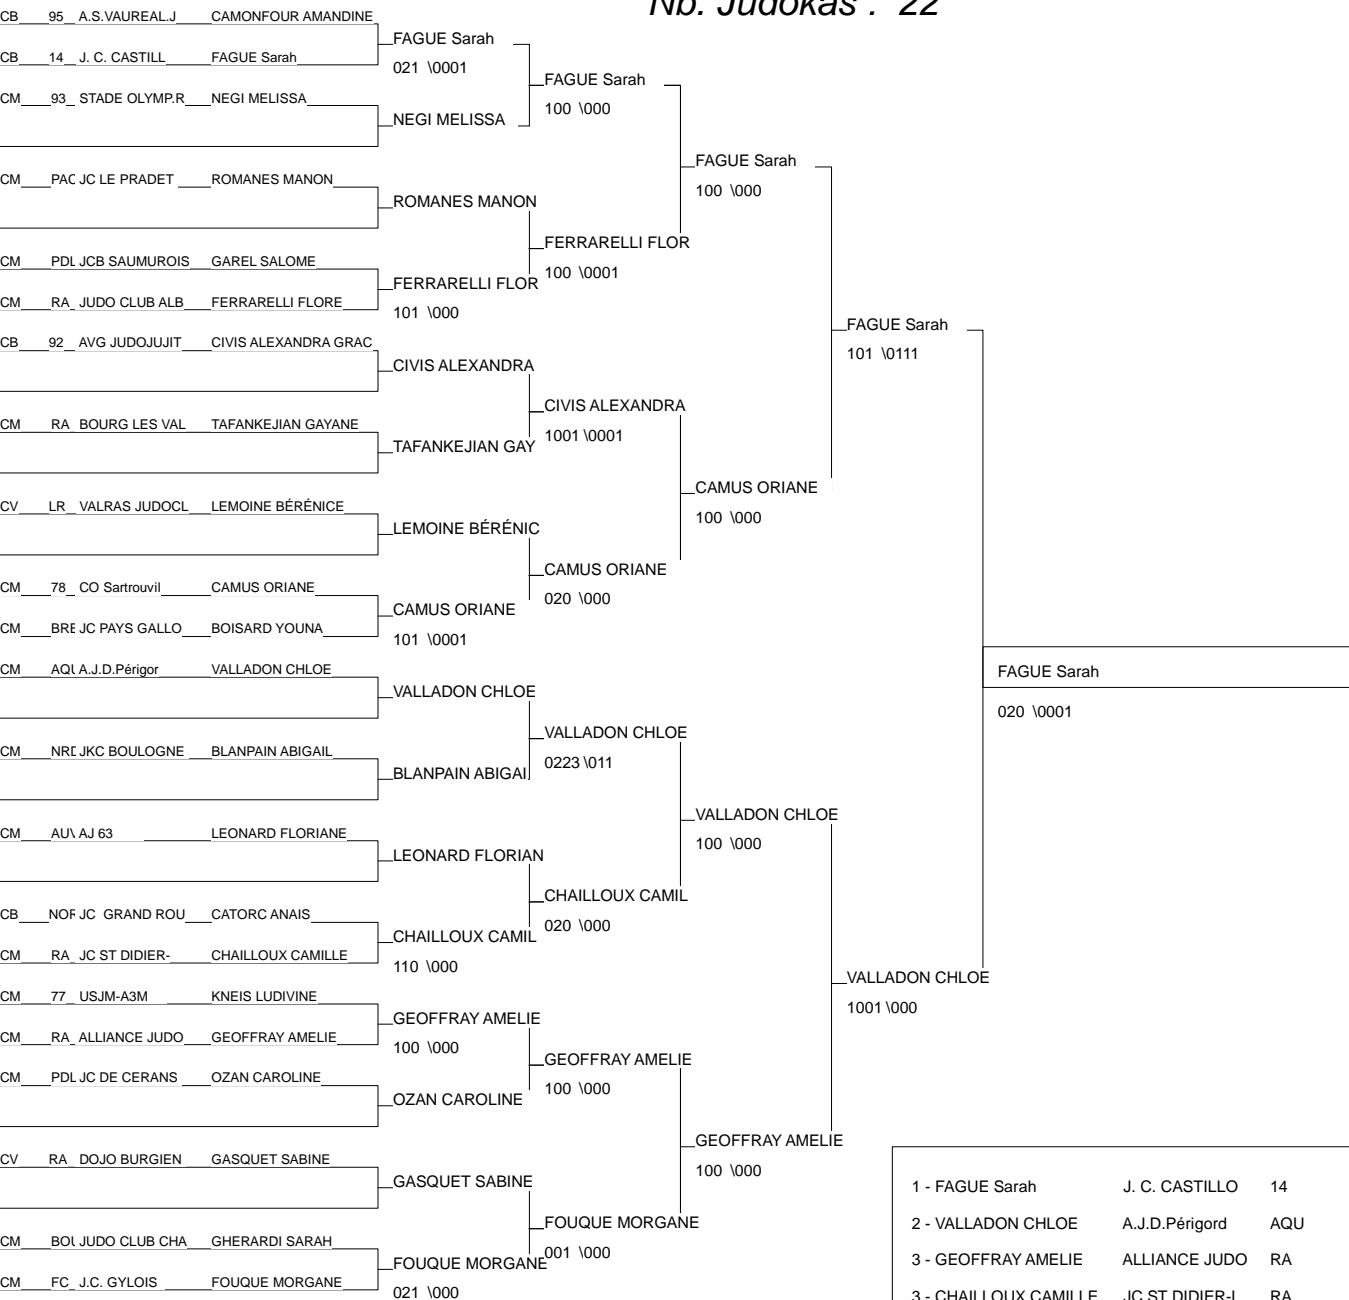 Nb. Judokas :  22
CB 95 A.S.VAUREAL.J CAMONFOUR AMANDINE
FAGUE Sarah
CB 14 J. C. CASTILL FAGUE Sarah
021 \0001
FAGUE Sarah
CM 93 STADE OLYMP.R NEGI MELISSA
100 \000
NEGI MELISSA
FAGUE Sarah
CM PAC JC LE PRADET ROMANES MANON
100 \000
ROMANES MANON
FERRARELLI FLOR
CM PDL JCB SAUMUROIS GAREL SALOME
100 \0001
FERRARELLI FLOR
CM RA JUDO CLUB ALB FERRARELLI FLORE
101 \000
FAGUE Sarah
CB 92 AVG JUDOJUJIT CIVIS ALEXANDRA GRAC
101 \0111
CIVIS ALEXANDRA
CIVIS ALEXANDRA
CM RA BOURG LES VAL TAFANKEJIAN GAYANE
1001 \0001
TAFANKEJIAN GAY
CAMUS ORIANE
CV LR VALRAS JUDOCL LEMOINE BÉRÉNICE
100 \000
LEMOINE BÉRÉNIC
CAMUS ORIANE
CM 78 CO Sartrouvil CAMUS ORIANE
020 \000
CAMUS ORIANE
CM BRE JC PAYS GALLO BOISARD YOUNA
101 \0001
CM AQU A.J.D.Périgor VALLADON CHLOE
FAGUE Sarah
VALLADON CHLOE
020 \0001
VALLADON CHLOE
CM NRD JKC BOULOGNE BLANPAIN ABIGAIL
0223 \011
BLANPAIN ABIGAI
VALLADON CHLOE
CM AUV AJ 63 LEONARD FLORIANE
100 \000
LEONARD FLORIAN
CHAILLOUX CAMIL
CB NOR JC  GRAND ROU CATORC ANAIS
020 \000
CHAILLOUX CAMIL
CM RA JC ST DIDIER- CHAILLOUX CAMILLE
110 \000
VALLADON CHLOE
CM 77 USJM-A3M KNEIS LUDIVINE
1001 \000
GEOFFRAY AMELIE
CM RA ALLIANCE JUDO GEOFFRAY AMELIE
100 \000
GEOFFRAY AMELIE
CM PDL JC DE CERANS OZAN CAROLINE
100 \000
OZAN CAROLINE
GEOFFRAY AMELIE
CV RA DOJO BURGIEN GASQUET SABINE
100 \000
GASQUET SABINE
FOUQUE MORGANE
CM BOU JUDO CLUB CHA GHERARDI SARAH
001 \000
FOUQUE MORGANE
CM FC J.C. GYLOIS FOUQUE MORGANE
021 \000
1 - FAGUE Sarah J. C. CASTILLO 14
2 - VALLADON CHLOE A.J.D.Périgord AQU
3 - GEOFFRAY AMELIE ALLIANCE JUDO RA
3 - CHAILLOUX CAMILLE JC ST DIDIER-L RA